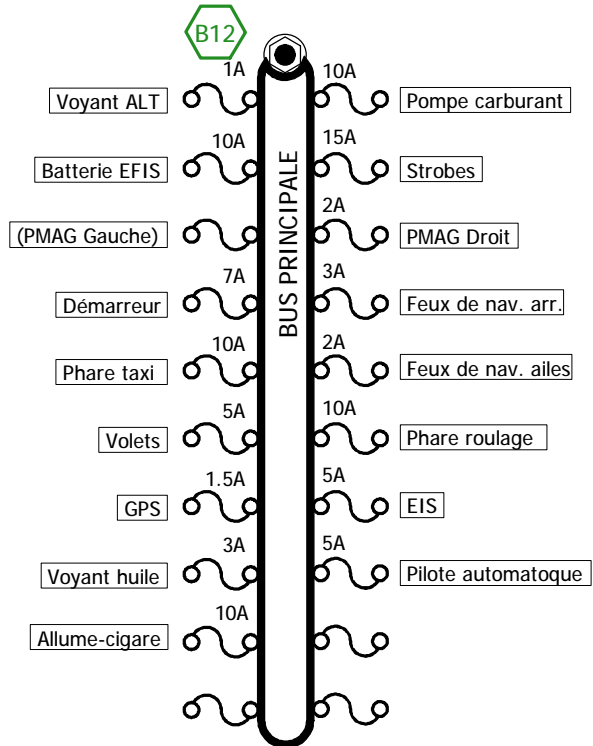 B12
1A
10A
Voyant ALT
Pompe carburant
10A
15A
Batterie EFIS
Strobes
BUS PRINCIPALE
2A
(PMAG Gauche)
PMAG Droit
7A
3A
Démarreur
Feux de nav. arr.
10A
2A
Phare taxi
Feux de nav. ailes
5A
10A
Volets
Phare roulage
1.5A
5A
GPS
EIS
3A
5A
Voyant huile
Pilote automatoque
10A
Allume-cigare